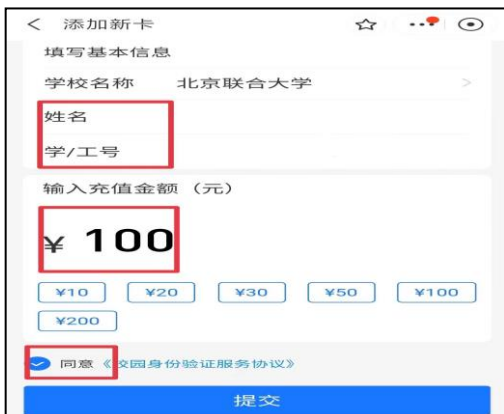 添加新卡
填写基本信息
学校名称 北京联合大学
姓名
学/工号
输入充值金额（元）
¥ 100
¥10 ¥20 ¥30 ¥50 ¥100
¥200
同意《校园身份验证服务协议》
提交